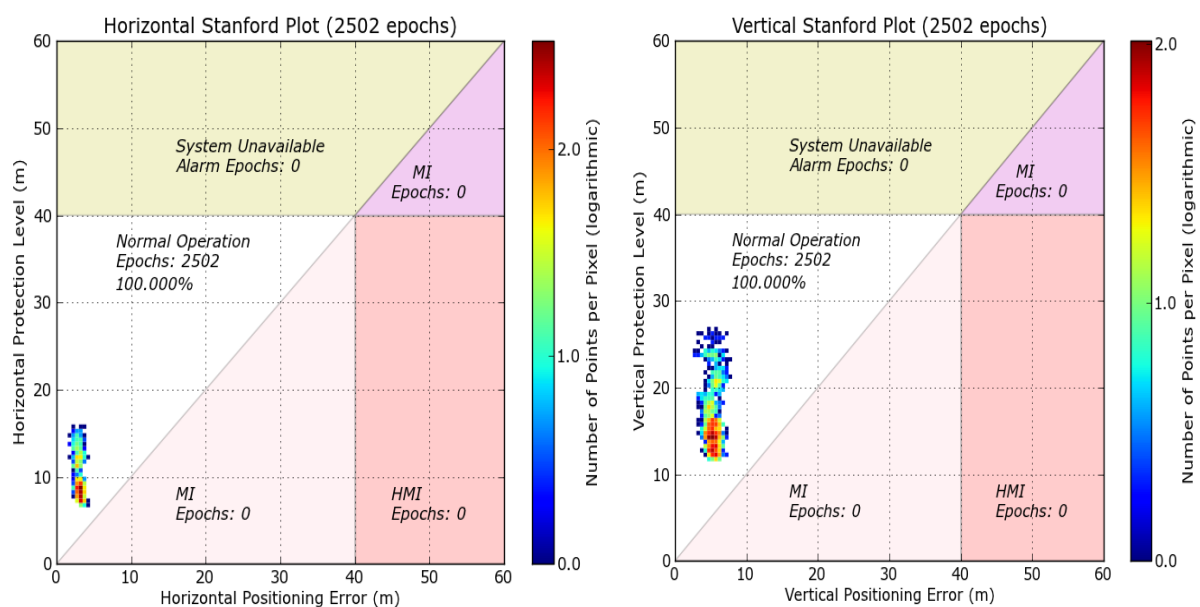 Horizontal Stanford Plot (2502 epochs)
60
50
40
30
20
10
0
Horizontal Protection Level (m)
System Unavailable
Alarm Epochs: 0
MI
Epochs: 0
Normal Operation
Epochs: 2502
100.000%
MI
Epochs: 0
HMI
Epochs: 0
0
10
20
30
40
50
60
Horizontal Positioning Error (m)
2.0
1.0
0.0
Number of Points per Pixel (logarithmic)
Vertical Stanford Plot (2502 epochs)
60
50
40
30
20
10
0
Vertical Protection Level (m)
System Unavailable
Alarm Epochs: 0
MI
Epochs: 0
Normal Operation
Epochs: 2502
100.000%
MI
Epochs: 0
HMI
Epochs: 0
0
10
20
30
40
50
60
Vertical Positioning Error (m)
2.0
1.0
0.0
Number of Points per Pixel (logarithmic)